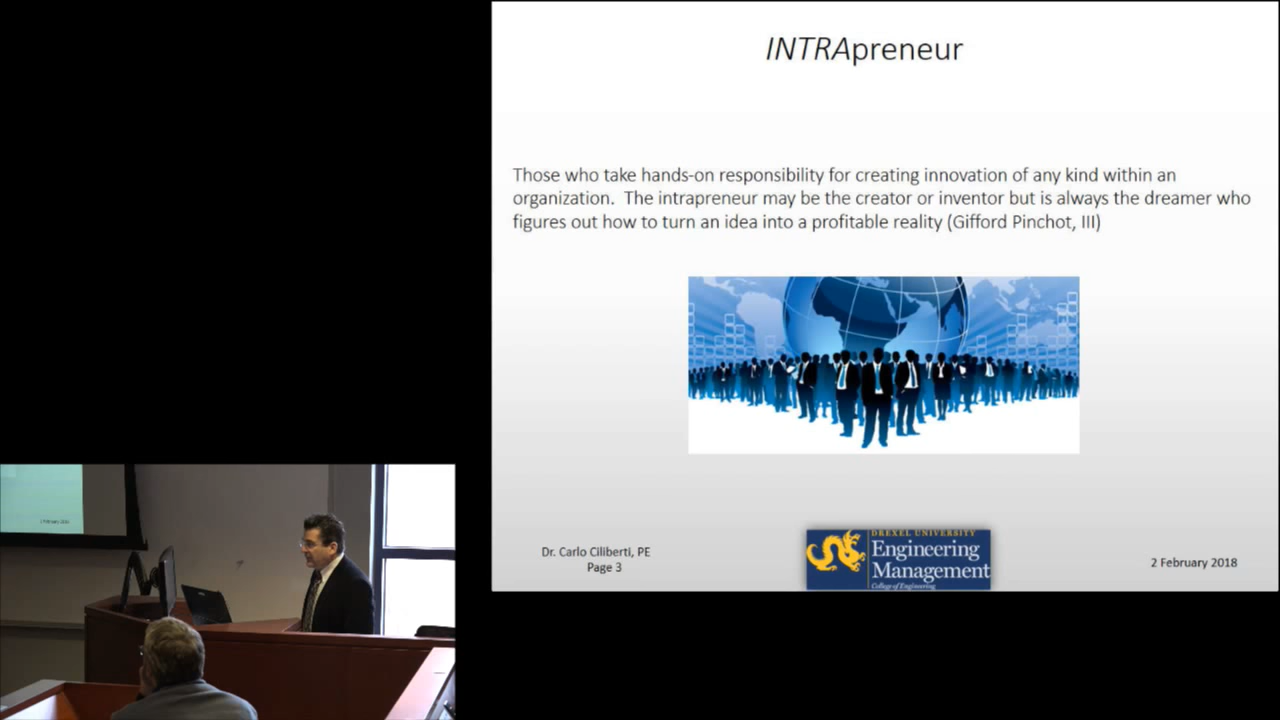 INTRApreneur
Those who take hands-on responsibility for creating innovation of any kind within an
organization. The intrapreneur may be the creator or inventor but is always the dreamer who
figures out how to turn an idea into a profitable reality (Gifford Pinchot, III)
Dr. Carlo Ciliberti, PE
Page 3
DREXEL UNIVERSITY
Engineering
Management
College of Engineering
2 February 2018